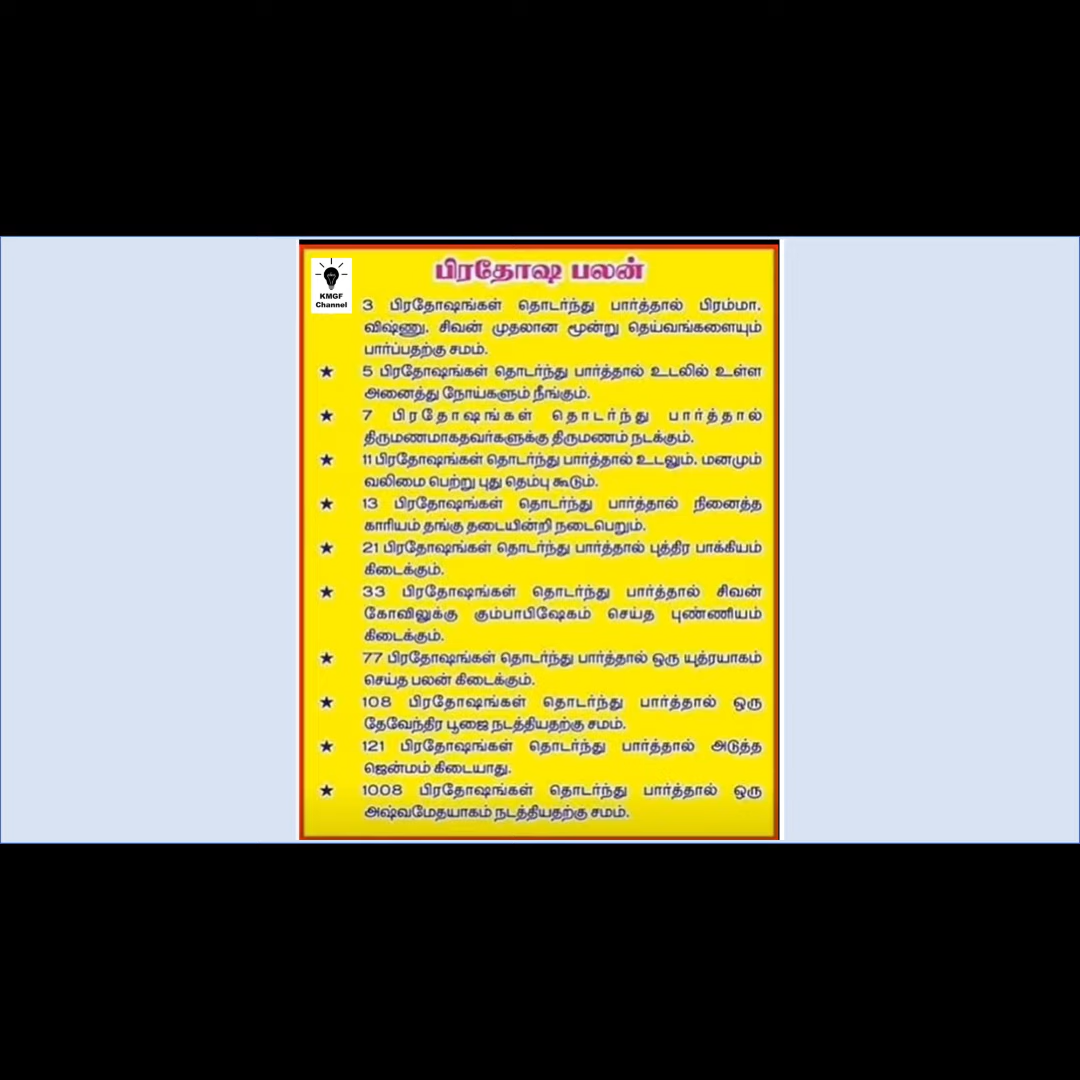 பிரதோஷ பலன்
KMGF
Channel
3 பிரதோஷங்கள் தொடர்ந்து பார்த்தால் பிரம்மா,
விஷ்ணு, சிவன் முதலான மூன்று தெய்வங்களையும்
பார்ப்பதற்கு சமம்.
★ 5 பிரதோஷங்கள் தொடர்ந்து பார்த்தால் உடலில் உள்ள
அனைத்து நோய்களும் நீங்கும்.
★ 7 பிரதோஷங்கள் தொடர்ந்து பார்த்தால்
திருமணமாகதவர்களுக்கு திருமணம் நடக்கும்.
★ 11 பிரதோஷங்கள் தொடர்ந்து பார்த்தால் உடலும், மனமும்
வலிமை பெற்று புது தெம்பு கூடும்.
★ 13 பிரதோஷங்கள் தொடர்ந்து பார்த்தால் நினைத்த
காரியம் தங்கு தடையின்றி நடைபெறும்.
★ 21 பிரதோஷங்கள் தொடர்ந்து பார்த்தால் புத்திர பாக்கியம்
கிடைக்கும்.
★ 33 பிரதோஷங்கள் தொடர்ந்து பார்த்தால் சிவன்
கோவிலுக்கு கும்பாபிஷேகம் செய்த புண்ணியம்
கிடைக்கும்.
★ 77 பிரதோஷங்கள் தொடர்ந்து பார்த்தால் ஒரு யுத்ரயாகம்
செய்த பலன் கிடைக்கும்.
★ 108 பிரதோஷங்கள் தொடர்ந்து பார்த்தால் ஒரு
தேவேந்திர பூஜை நடத்தியதற்கு சமம்.
★ 121 பிரதோஷங்கள் தொடர்ந்து பார்த்தால் அடுத்த
ஜென்மம் கிடையாது.
★ 1008 பிரதோஷங்கள் தொடர்ந்து பார்த்தால் ஒரு
அஷ்வமேதயாகம் நடத்தியதற்கு சமம்.